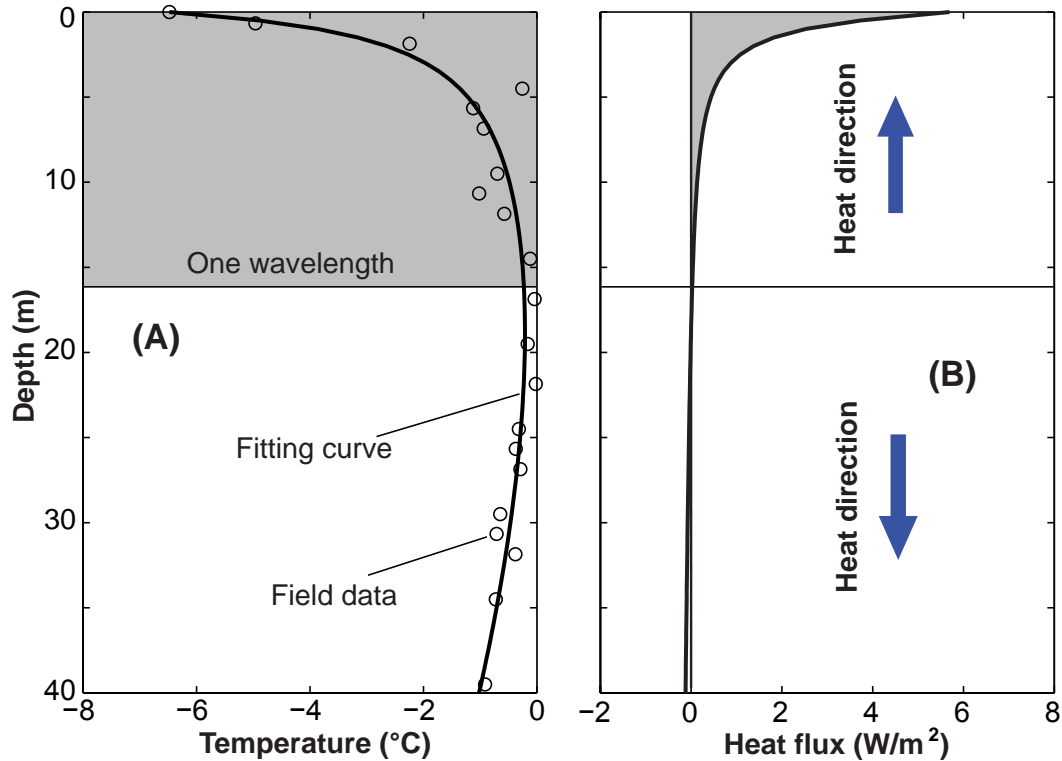 0
10
20
30
40
Depth (m)
One wavelength
(A)
Fitting curve
Field data
−8
−6
−4
−2
0
Temperature (°C)
Heat direction
(B)
Heat direction
−2
0
2
4
6
8
Heat flux (W/m²)